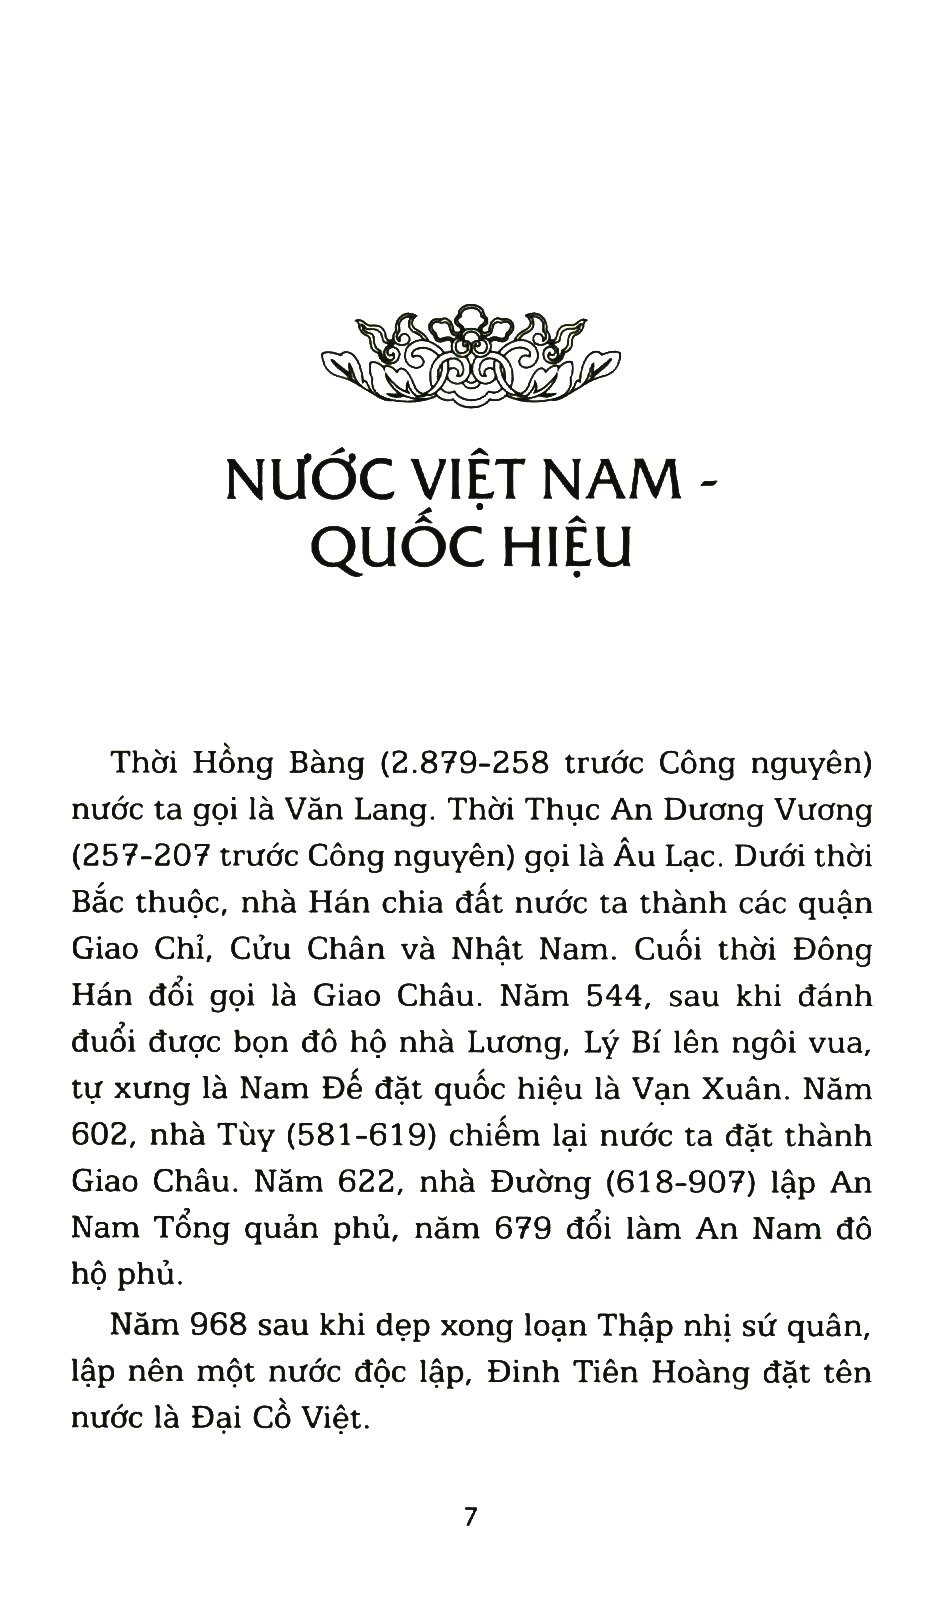 NƯỚC VIỆT NAM -
QUỐC HIỆU
Thời Hồng Bàng (2.879-258 trước Công nguyên)
nước ta gọi là Văn Lang. Thời Thục An Dương Vương
(257-207 trước Công nguyên) gọi là Âu Lạc. Dưới thời
Bắc thuộc, nhà Hán chia đất nước ta thành các quận
Giao Chỉ, Cửu Chân và Nhật Nam. Cuối thời Đông
Hán đổi gọi là Giao Châu. Năm 544, sau khi đánh
đuổi được bọn đô hộ nhà Lương, Lý Bí lên ngôi vua,
tự xưng là Nam Đế đặt quốc hiệu là Vạn Xuân. Năm
602, nhà Tùy (581-619) chiếm lại nước ta đặt thành
Giao Châu. Năm 622, nhà Đường (618-907) lập An
Nam Tổng quản phủ, năm 679 đổi làm An Nam đô
hộ phủ.
Năm 968 sau khi dẹp xong loạn Thập nhị sứ quân,
lập nên một nước độc lập, Đinh Tiên Hoàng đặt tên
nước là Đại Cồ Việt.
7